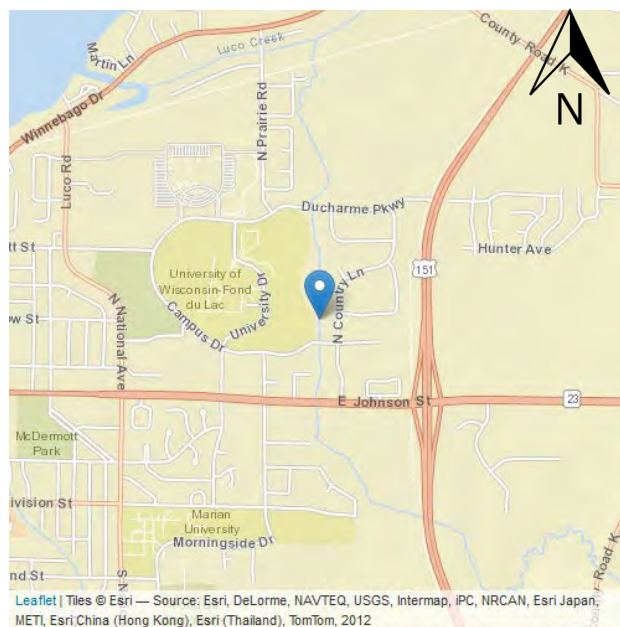 Martin Ln
Luco Creek
County Road K
Winnebago Dr
N Prairie Rd
N
Luco Rd
Ducharme Pkwy
tt St
Hunter Ave
151
University of
Wisconsin-Fond
du Lac
University Dr
N Country Ln
Campus Dr
ow St
N National Ave
E Johnson St
23
McDermott
Park
ivision St
Marian
University
Morningside Dr
nd St
S N
ounty Road K
Leaflet | Tiles © Esri — Source: Esri, DeLorme, NAVTEQ, USGS, Intermap, iPC, NRCAN, Esri Japan,
METI, Esri China (Hong Kong), Esri (Thailand), TomTom, 2012